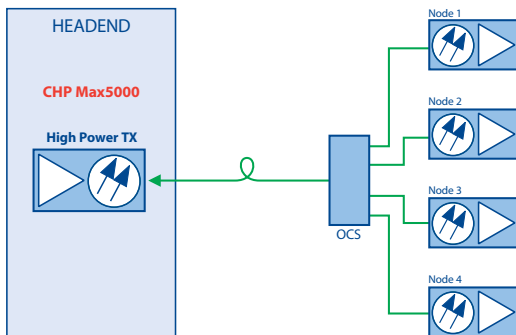 HEADEND
CHP Max5000
High Power TX
OCS
Node 1
Node 2
Node 3
Node 4